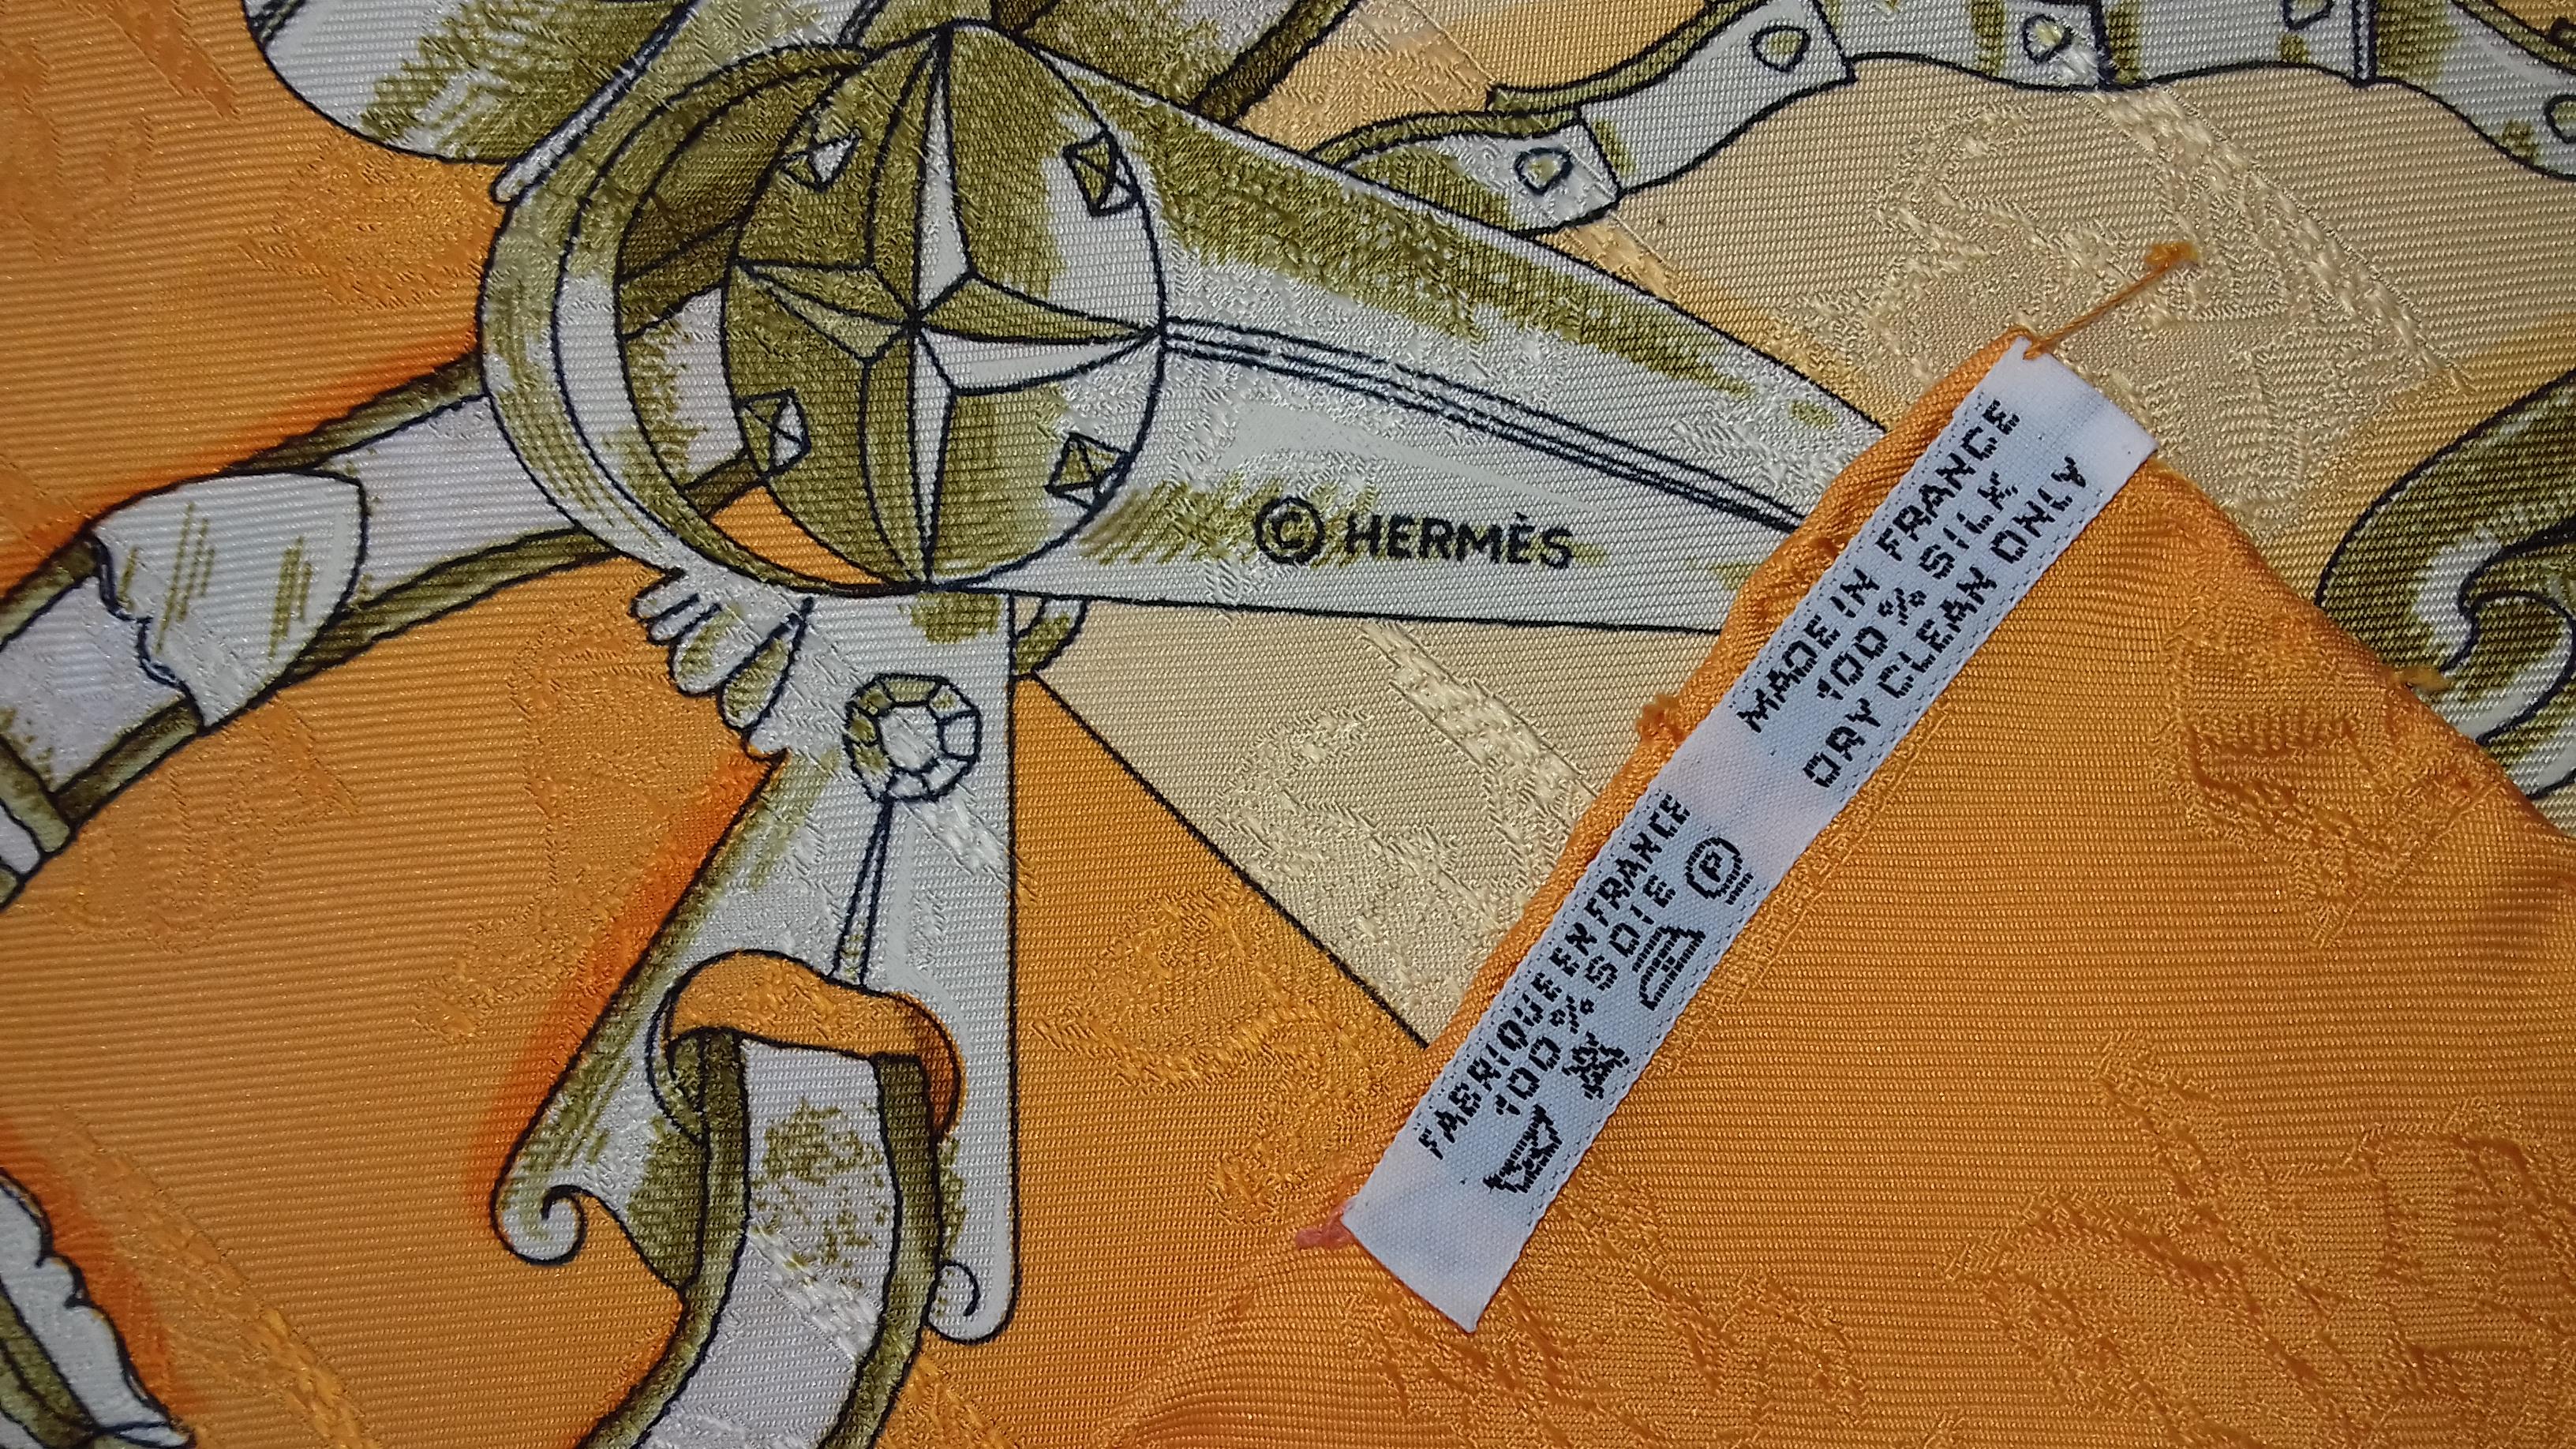 © HERMÈS
MADE IN FRANCE
100 % SILK
DRY CLEAN ONLY
FABRIQUE EN FRANCE
100 % SOIE
P